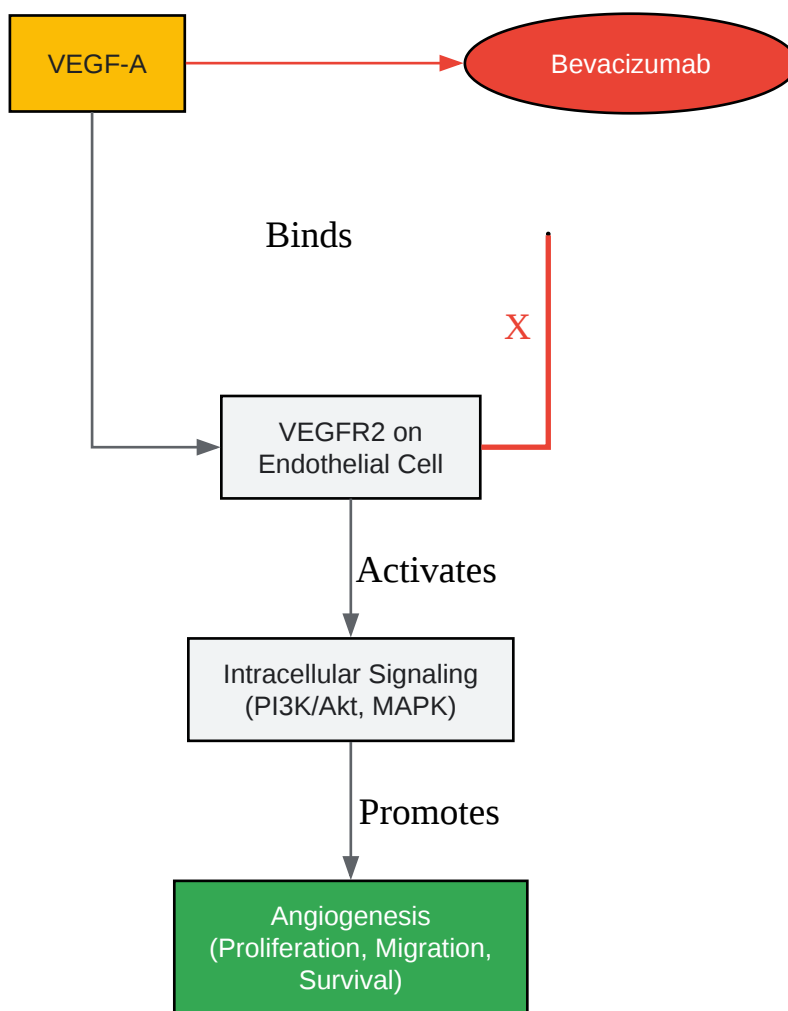 VEGF-A
Bevacizumab
Binds
X
VEGFR2 on
Endothelial Cell
Activates
Intracellular Signaling
(PI3K/Akt, MAPK)
Promotes
Angiogenesis
(Proliferation, Migration,
Survival)